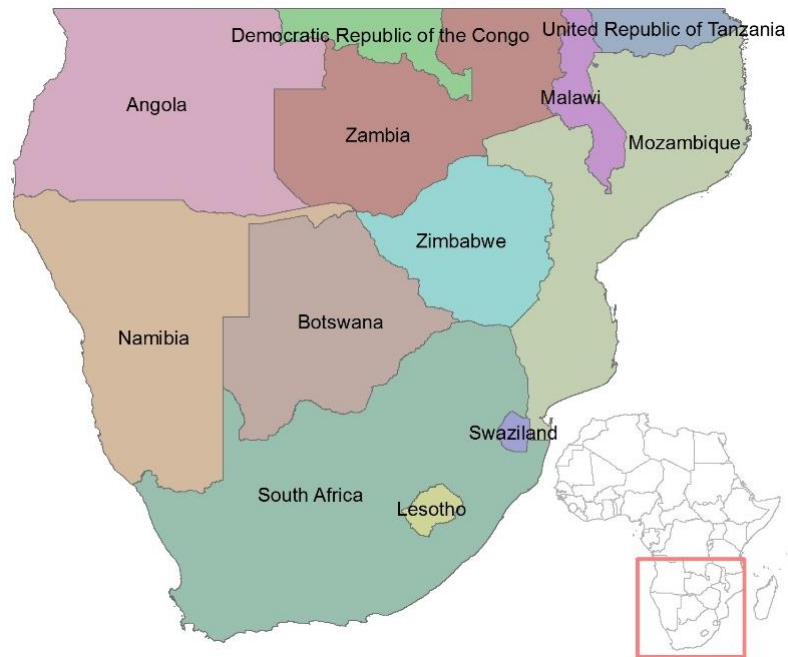 United Republic of Tanzania
Democratic Republic of the Congo
Malawi
Angola
Zambia
Mozambique
Zimbabwe
Botswana
Namibia
Swaziland
South Africa
Lesotho